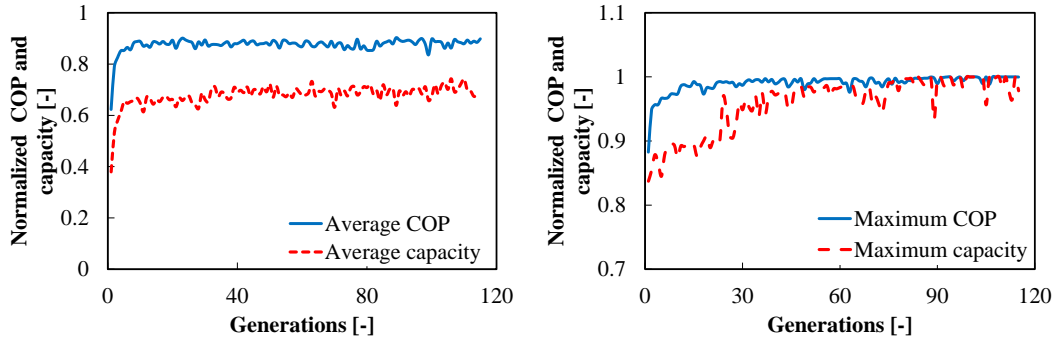 Normalized COP and
capacity [-]
1
0.8
0.6
0.4
0.2
0
Average COP
Average capacity
0
40
80
120
Generations [-]
Normalized COP and
capacity [-]
1.1
1
0.9
0.8
0.7
Maximum COP
Maximum capacity
0
30
60
90
120
Generations [-]